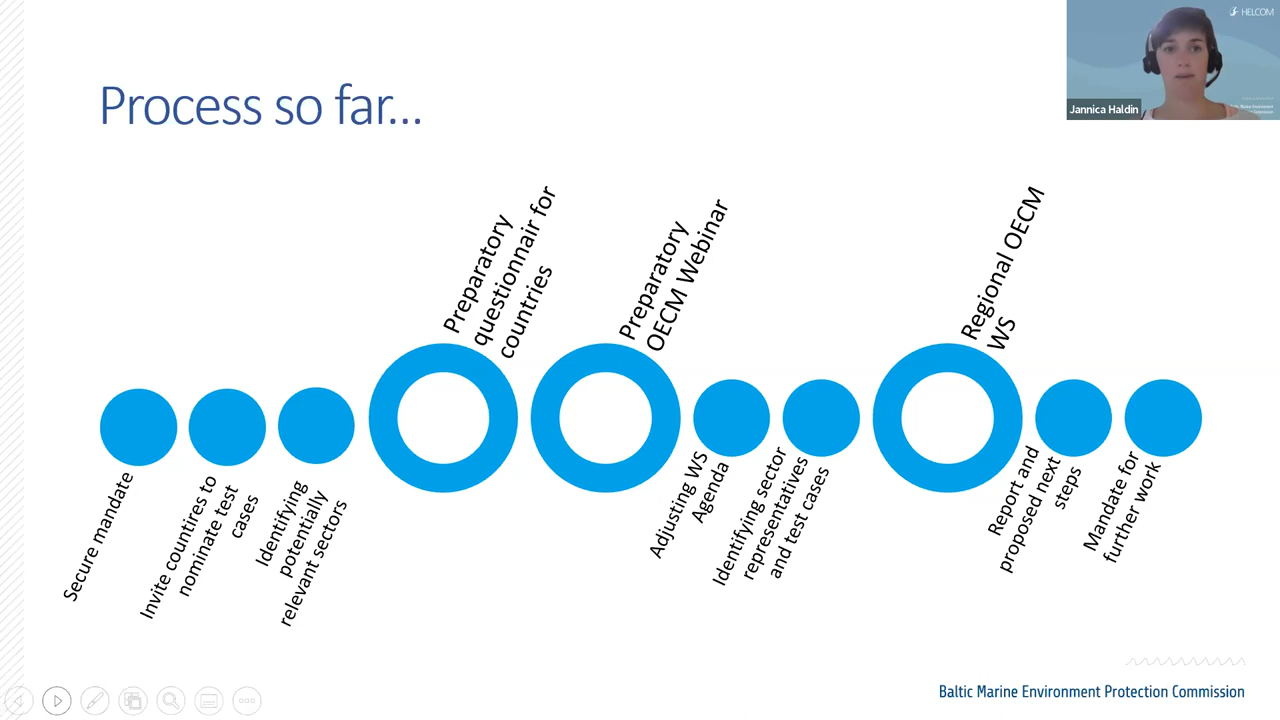 HELCOM
Jannica Haldin
Process so far...
Preparatory
questionnair for
countries
Preparatory
OECM Webinar
Regional OECM
WS
Secure mandate
Invite countires to
nominate test
cases
Identifying
potentially
relevant sectors
Adjusting WS
Agenda
Identifying sector
representatives
and test cases
Report and
proposed next
steps
Mandate for
further work
Baltic Marine Environment Protection Commission